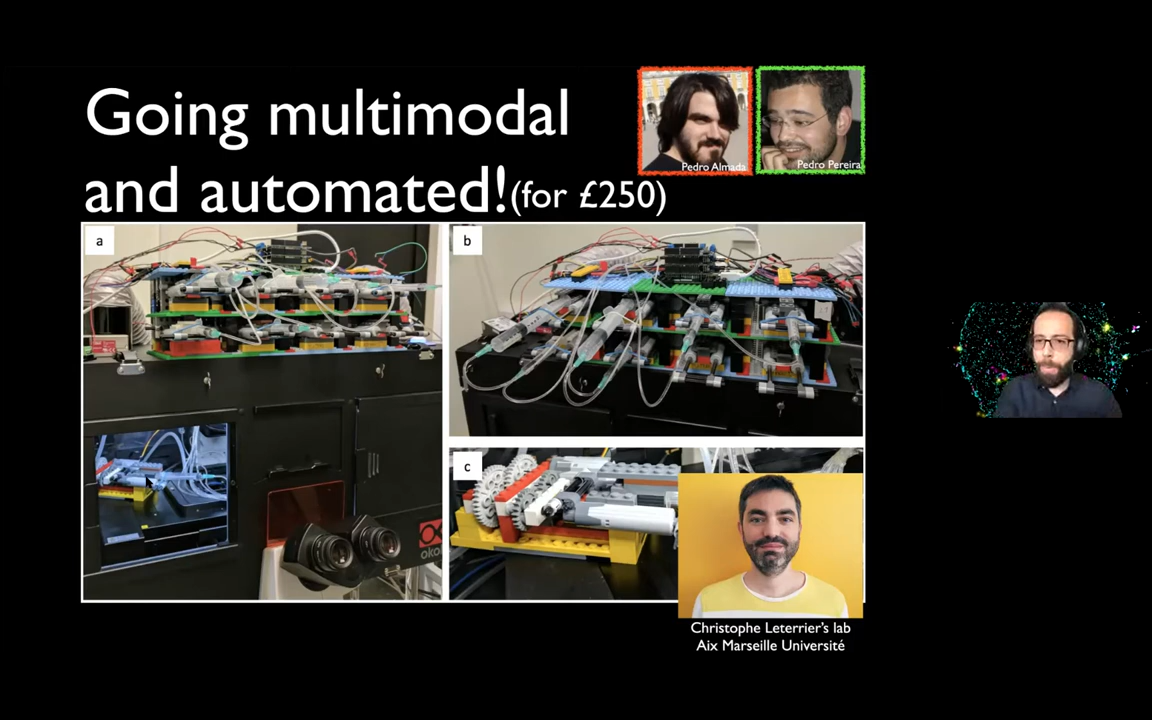 Going multimodal
and automated! (for £250)
Pedro Almada
Pedro Pereira
a
b
c
Christophe Leterrier's lab
Aix Marseille Université